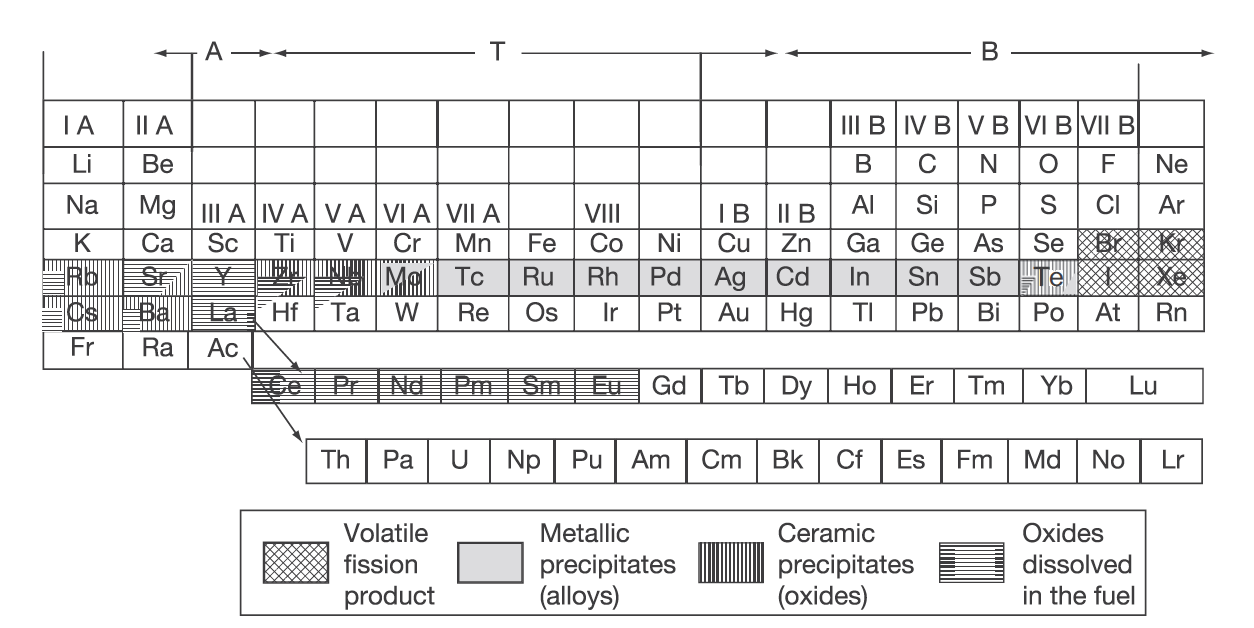 A T B
I A II A III B IV B V B VI B VII B
Li Be B C N O F Ne
Na Mg Al Si P S Cl Ar
III A IV A V A VI A VII A VIII I B II B
K Ca Sc Ti V Cr Mn Fe Co Ni Cu Zn Ga Ge As Se Br Kr
Rb Sr Y Zr Nb Mo Tc Ru Rh Pd Ag Cd In Sn Sb Te I Xe
Cs Ba La Hf Ta W Re Os Ir Pt Au Hg Tl Pb Bi Po At Rn
Fr Ra Ac
Ce Pr Nd Pm Sm Eu Gd Tb Dy Ho Er Tm Yb Lu
Th Pa U Np Pu Am Cm Bk Cf Es Fm Md No Lr
Volatile
fission
product
Metallic
precipitates
(alloys)
Ceramic
precipitates
(oxides)
Oxides
dissolved
in the fuel